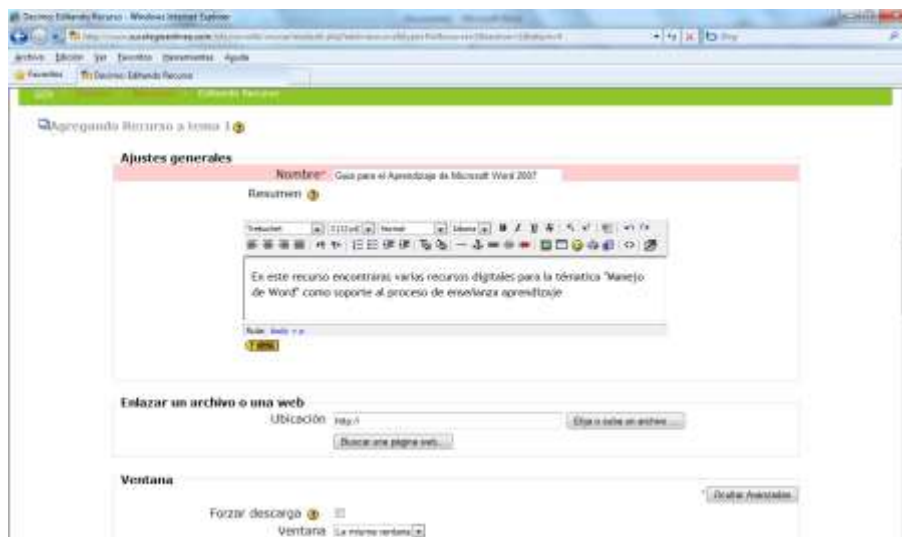 Decimo: Editando Recurso - Windows Internet Explorer
Archivo Edición Ver Favoritos Herramientas Ayuda
Favoritos Decimo: Editando Recurso
Editando Recurso
Agregando Recurso a tema 1
Ajustes generales
Nombre* Guía para el Aprendizaje de Microsoft Word 2007
Resumen
Trebuchet Normal Idioma
En este recurso encontraras varias recursos digitales para la tématica "Manejo
de Word" como soporte al proceso de enseñanza aprendizaje
Ruta: body » p
Enlazar un archivo o una web
Ubicación http://
Elija o suba un archivo ...
Buscar una página web...
Ventana
* Ocultar Avanzadas
Forzar descarga
Ventana La misma ventana